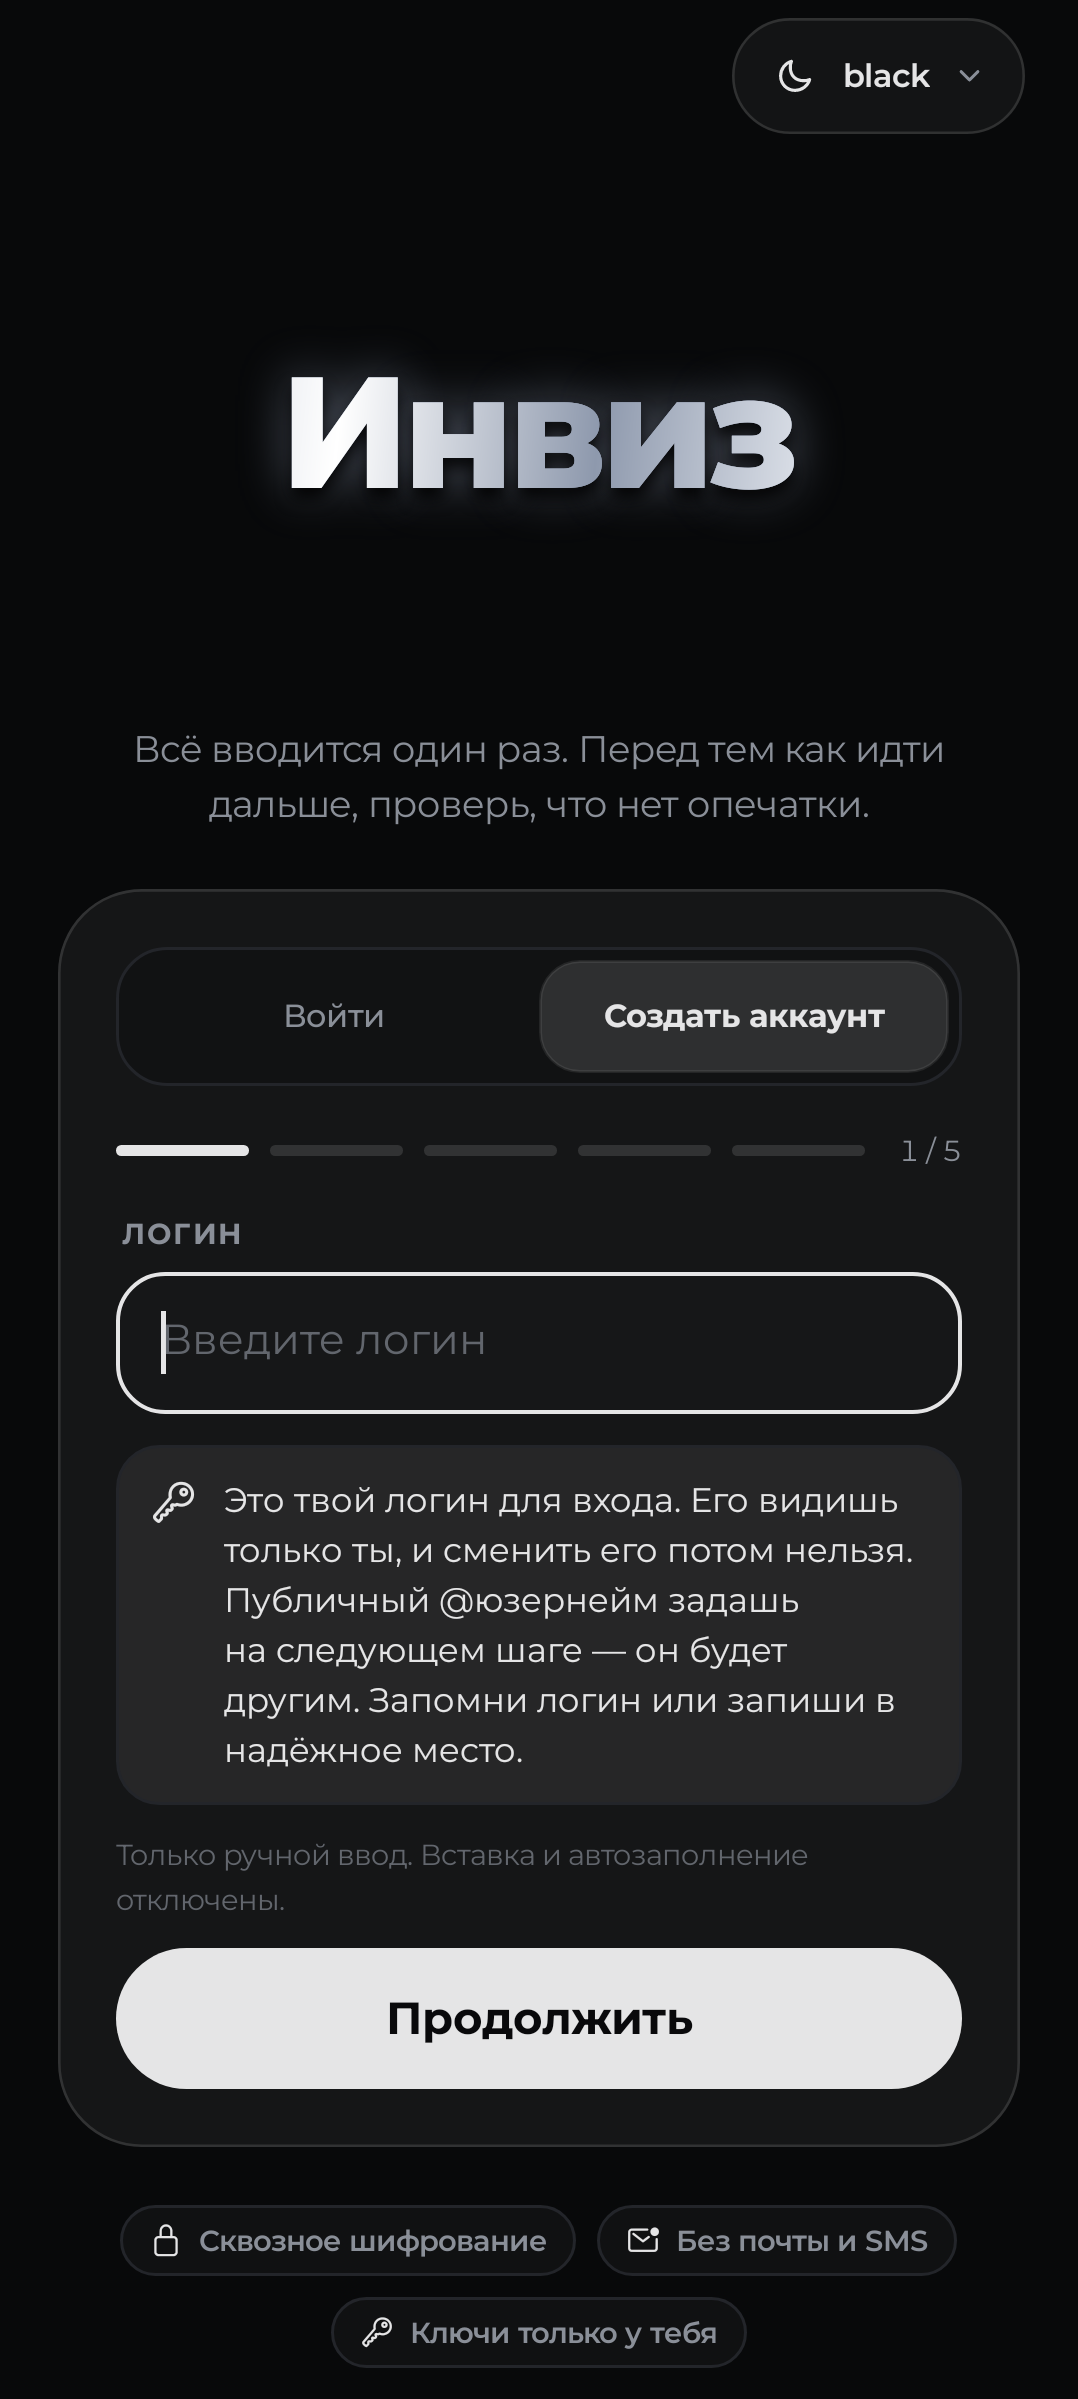 black
Инвиз
Всё вводится один раз. Перед тем как идти
дальше, проверь, что нет опечатки.
Войти
Создать аккаунт
1 / 5
ЛОГИН
Введите логин
Это твой логин для входа. Его видишь
только ты, и сменить его потом нельзя.
Публичный @юзернейм задашь
на следующем шаге — он будет
другим. Запомни логин или запиши в
надёжное место.
Только ручной ввод. Вставка и автозаполнение
отключены.
Продолжить
Сквозное шифрование
Без почты и SMS
Ключи только у тебя